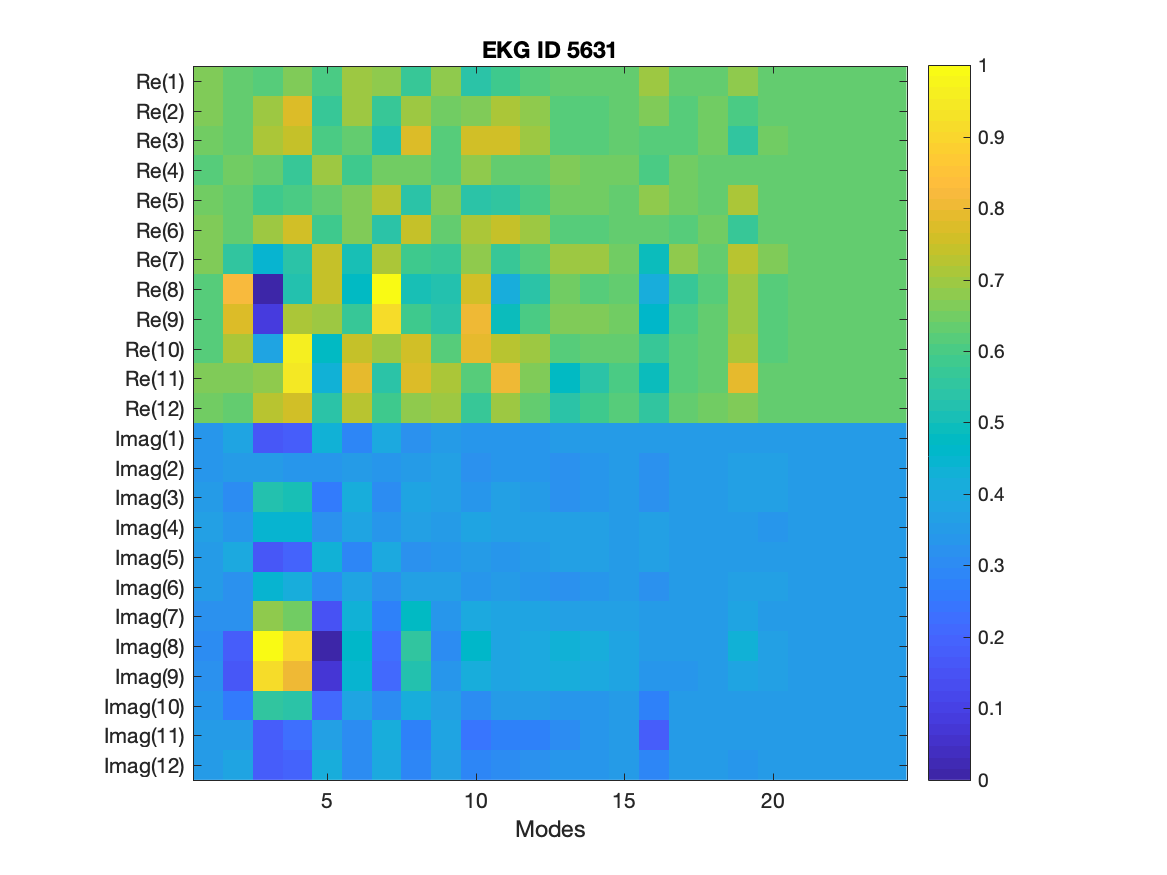 EKG ID 5631
Re(1)
Re(2)
Re(3)
Re(4)
Re(5)
Re(6)
Re(7)
Re(8)
Re(9)
Re(10)
Re(11)
Re(12)
Imag(1)
Imag(2)
Imag(3)
Imag(4)
Imag(5)
Imag(6)
Imag(7)
Imag(8)
Imag(9)
Imag(10)
Imag(11)
Imag(12)
5 10 15 20
Modes
1
0.9
0.8
0.7
0.6
0.5
0.4
0.3
0.2
0.1
0